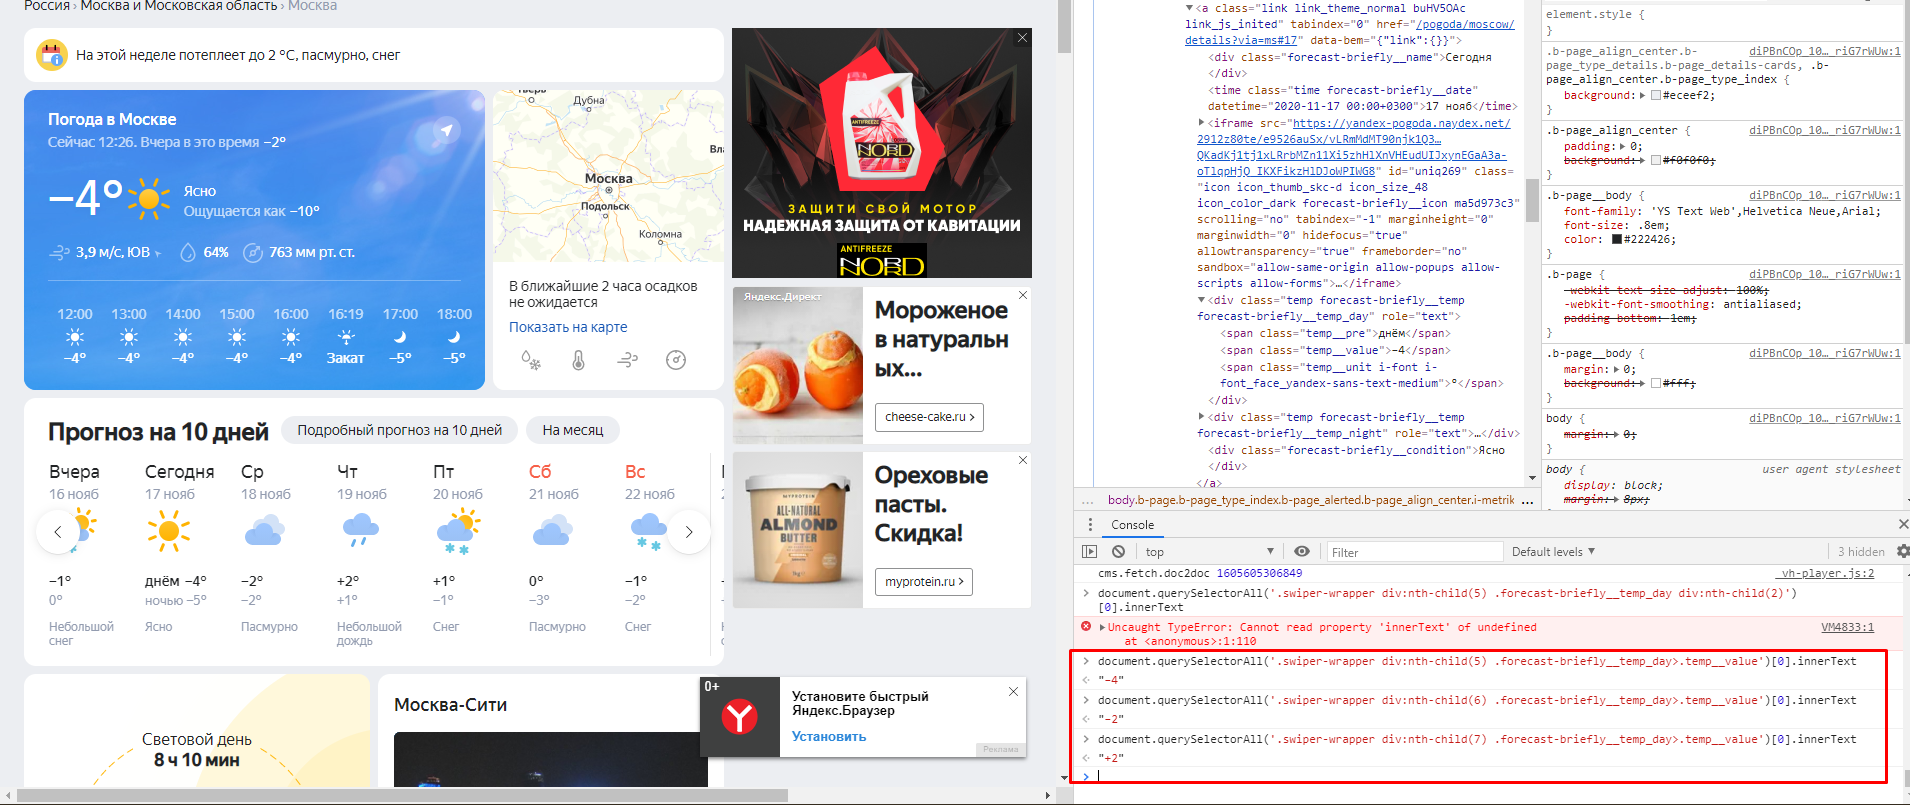 Россия › Москва и Московская область › Москва
На этой неделе потеплеет до 2 °C, пасмурно, снег
Погода в Москве
Сейчас 12:26. Вчера в это время −2°
−4°
Ясно
Ощущается как −10°
3,9 м/с, ЮВ
64%
763 мм рт. ст.
12:00 13:00 14:00 15:00 16:00 16:19 17:00 18:00
−4° −4° −4° −4° −4° Закат −5° −5°
Дубна
Москва
Подольск
Коломна
В ближайшие 2 часа осадков
не ожидается
Показать на карте
ANTIFREEZE
NORD
ЗАЩИТИ СВОЙ МОТОР
НАДЕЖНАЯ ЗАЩИТА ОТ КАВИТАЦИИ
ANTIFREEZE
NORD
Яндекс.Директ
Мороженое
в натуральн
ых...
cheese-cake.ru
MYPROTEIN
ALL-NATURAL
ALMOND
BUTTER
Ореховые
пасты.
Скидка!
myprotein.ru
Прогноз на 10 дней
Подробный прогноз на 10 дней
На месяц
Вчера Сегодня Ср Чт Пт Сб Вс
16 нояб 17 нояб 18 нояб 19 нояб 20 нояб 21 нояб 22 нояб
−1° днём −4° −2° +2° +1° 0° −1°
0° ночью −5° −2° +1° −1° −3° −2°
Небольшой снег
Ясно
Пасмурно
Небольшой дождь
Снег
Пасмурно
Снег
Световой день
8 ч 10 мин
Москва-Сити
0+
Установите быстрый
Яндекс.Браузер
Установить
Реклама
<a class="link link_theme_normal buHV5OAc
link_js_inited" tabindex="0" href="/pogoda/moscow/
details?via=ms#17" data-bem="{"link":{}}">
<div class="forecast-briefly__name">Сегодня
</div>
<time class="time forecast-briefly__date"
datetime="2020-11-17 00:00+0300">17 нояб</time>
<iframe src="https://yandex-pogoda.naydex.net/
2912z80te/e9526auSx/vLRmMdMT90njk1Q3…
QKadKj1tj1xLRrbMZn11Xi5zhHlXnVHEudUIJxynEGaA3a-
oTlqpHjQ_IKXFikzHlDJoWPIWG8" id="uniq269" class=
"icon icon_thumb_skc-d icon_size_48
icon_color_dark forecast-briefly__icon ma5d973c3"
scrolling="no" tabindex="-1" marginheight="0"
marginwidth="0" hidefocus="true"
allowtransparency="true" frameborder="no"
sandbox="allow-same-origin allow-popups allow-
scripts allow-forms">…</iframe>
<div class="temp forecast-briefly__temp
forecast-briefly__temp_day" role="text">
<span class="temp__pre">днём</span>
<span class="temp__value">−4</span>
<span class="temp__unit i-font i-
font_face_yandex-sans-text-medium">°</span>
</div>
<div class="temp forecast-briefly__temp
forecast-briefly__temp_night" role="text">…</div>
<div class="forecast-briefly__condition">Ясно
</div>
</a>
... body.b-page.b-page_type_index.b-page_alerted.b-page_align_center.i-metrik ...
element.style {
}
.b-page_align_center.b- diPBnCOp_10…_riG7rWUw:1
page_type_details.b-page_details-cards, .b-
page_align_center.b-page_type_index {
background: #eceef2;
}
.b-page_align_center { diPBnCOp_10…_riG7rWUw:1
padding: 0;
background: #f0f0f0;
}
.b-page__body { diPBnCOp_10…_riG7rWUw:1
font-family: 'YS Text Web',Helvetica Neue,Arial;
font-size: .8em;
color: #222426;
}
.b-page { diPBnCOp_10…_riG7rWUw:1
-webkit-text-size-adjust: 100%;
-webkit-font-smoothing: antialiased;
padding-bottom: 1em;
}
.b-page__body { diPBnCOp_10…_riG7rWUw:1
margin: 0;
background: #fff;
}
body { diPBnCOp_10…_riG7rWUw:1
margin: 0;
}
body { user agent stylesheet
display: block;
margin: 8px;
Console
top
Filter
Default levels
3 hidden
cms.fetch.doc2doc 1605605306849 _vh-player.js:2
document.querySelectorAll('.swiper-wrapper div:nth-child(5) .forecast-briefly__temp_day div:nth-child(2)')
[0].innerText
Uncaught TypeError: Cannot read property 'innerText' of undefined VM4833:1
at <anonymous>:1:110
document.querySelectorAll('.swiper-wrapper div:nth-child(5) .forecast-briefly__temp_day>.temp__value')[0].innerText
"−4"
document.querySelectorAll('.swiper-wrapper div:nth-child(6) .forecast-briefly__temp_day>.temp__value')[0].innerText
"−2"
document.querySelectorAll('.swiper-wrapper div:nth-child(7) .forecast-briefly__temp_day>.temp__value')[0].innerText
"+2"